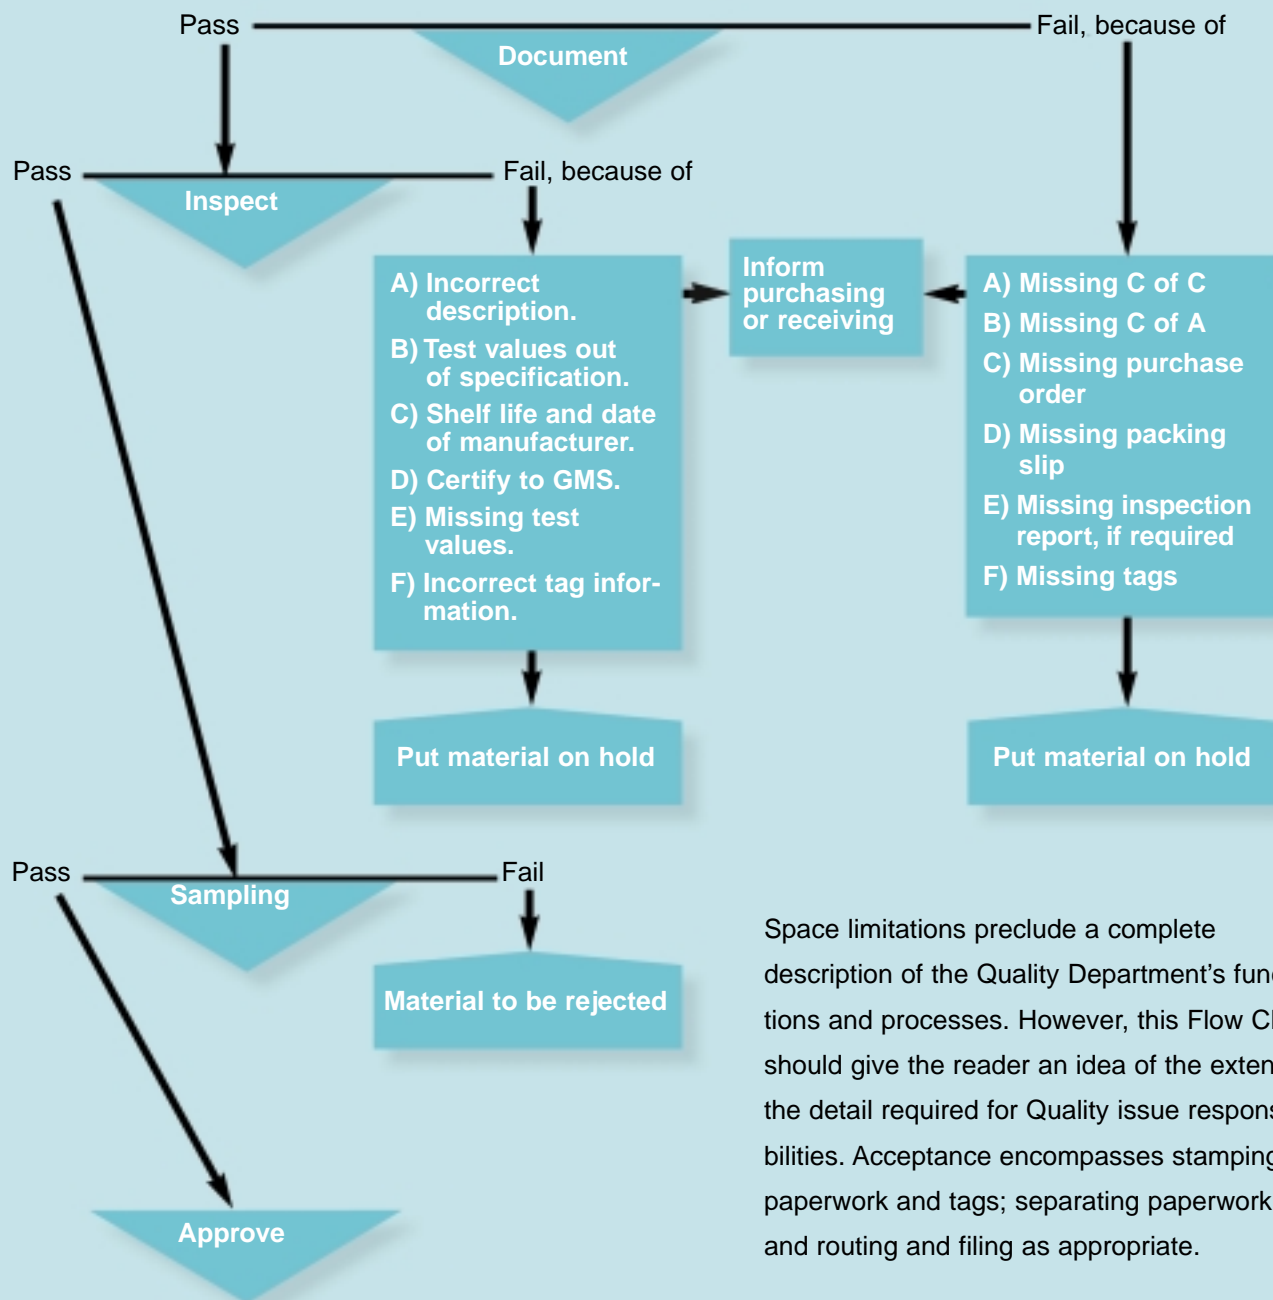 Pass
Fail, because of
Document
Pass
Fail, because of
Inspect
A) Incorrect
description.
B) Test values out
of specification.
C) Shelf life and date
of manufacturer.
D) Certify to GMS.
E) Missing test
values.
F) Incorrect tag infor-
mation.
Inform
purchasing
or receiving
A) Missing C of C
B) Missing C of A
C) Missing purchase
order
D) Missing packing
slip
E) Missing inspection
report, if required
F) Missing tags
Put material on hold
Put material on hold
Pass
Fail
Sampling
Material to be rejected
Approve
Space limitations preclude a complete
description of the Quality Department’s
tions and processes. However, this Flow
should give the reader an idea of the
the detail required for Quality issue
bilities. Acceptance encompasses stamping
paperwork and tags; separating paperwork
and routing and filing as appropriate.